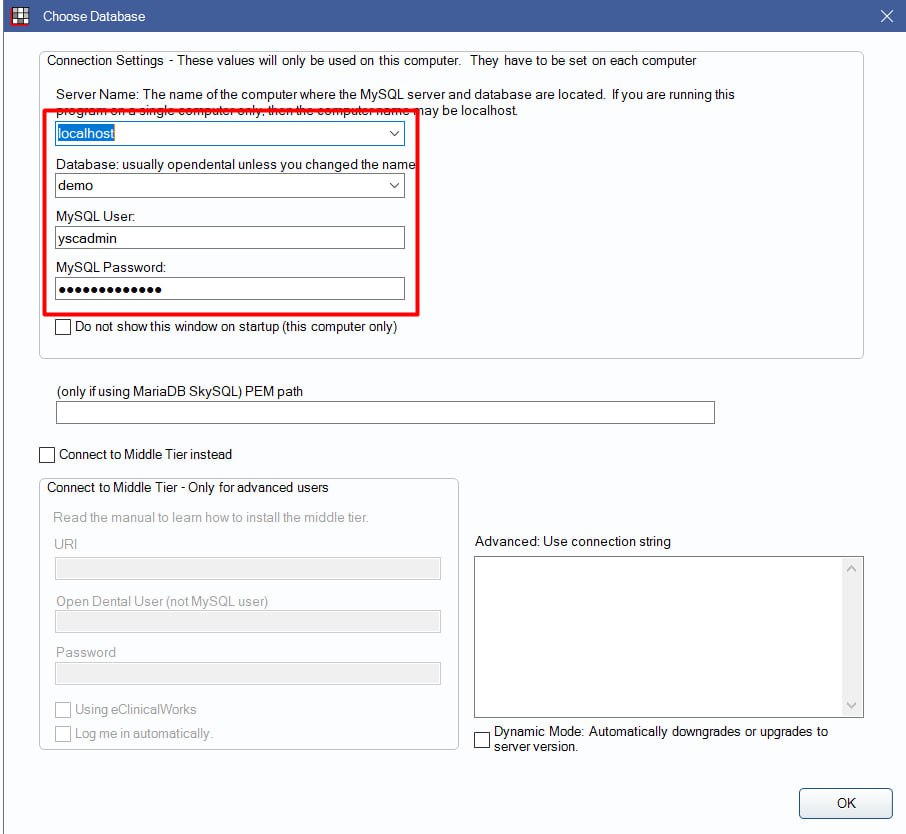 Choose Database
Connection Settings - These values will only be used on this computer.  They have to be set on each computer
Server Name: The name of the computer where the MySQL server and database are located.  If you are running this
program on a single computer only, then the computer name may be localhost.
localhost
Database: usually opendental unless you changed the name
demo
MySQL User:
yscadmin
MySQL Password:
●●●●●●●●●●●●●
Do not show this window on startup (this computer only)
(only if using MariaDB SkySQL) PEM path
Connect to Middle Tier instead
Connect to Middle Tier - Only for advanced users
Read the manual to learn how to install the middle tier.
URI
Open Dental User (not MySQL user)
Password
Using eClinicalWorks
Log me in automatically.
Advanced: Use connection string
Dynamic Mode: Automatically downgrades or upgrades to
server version.
OK